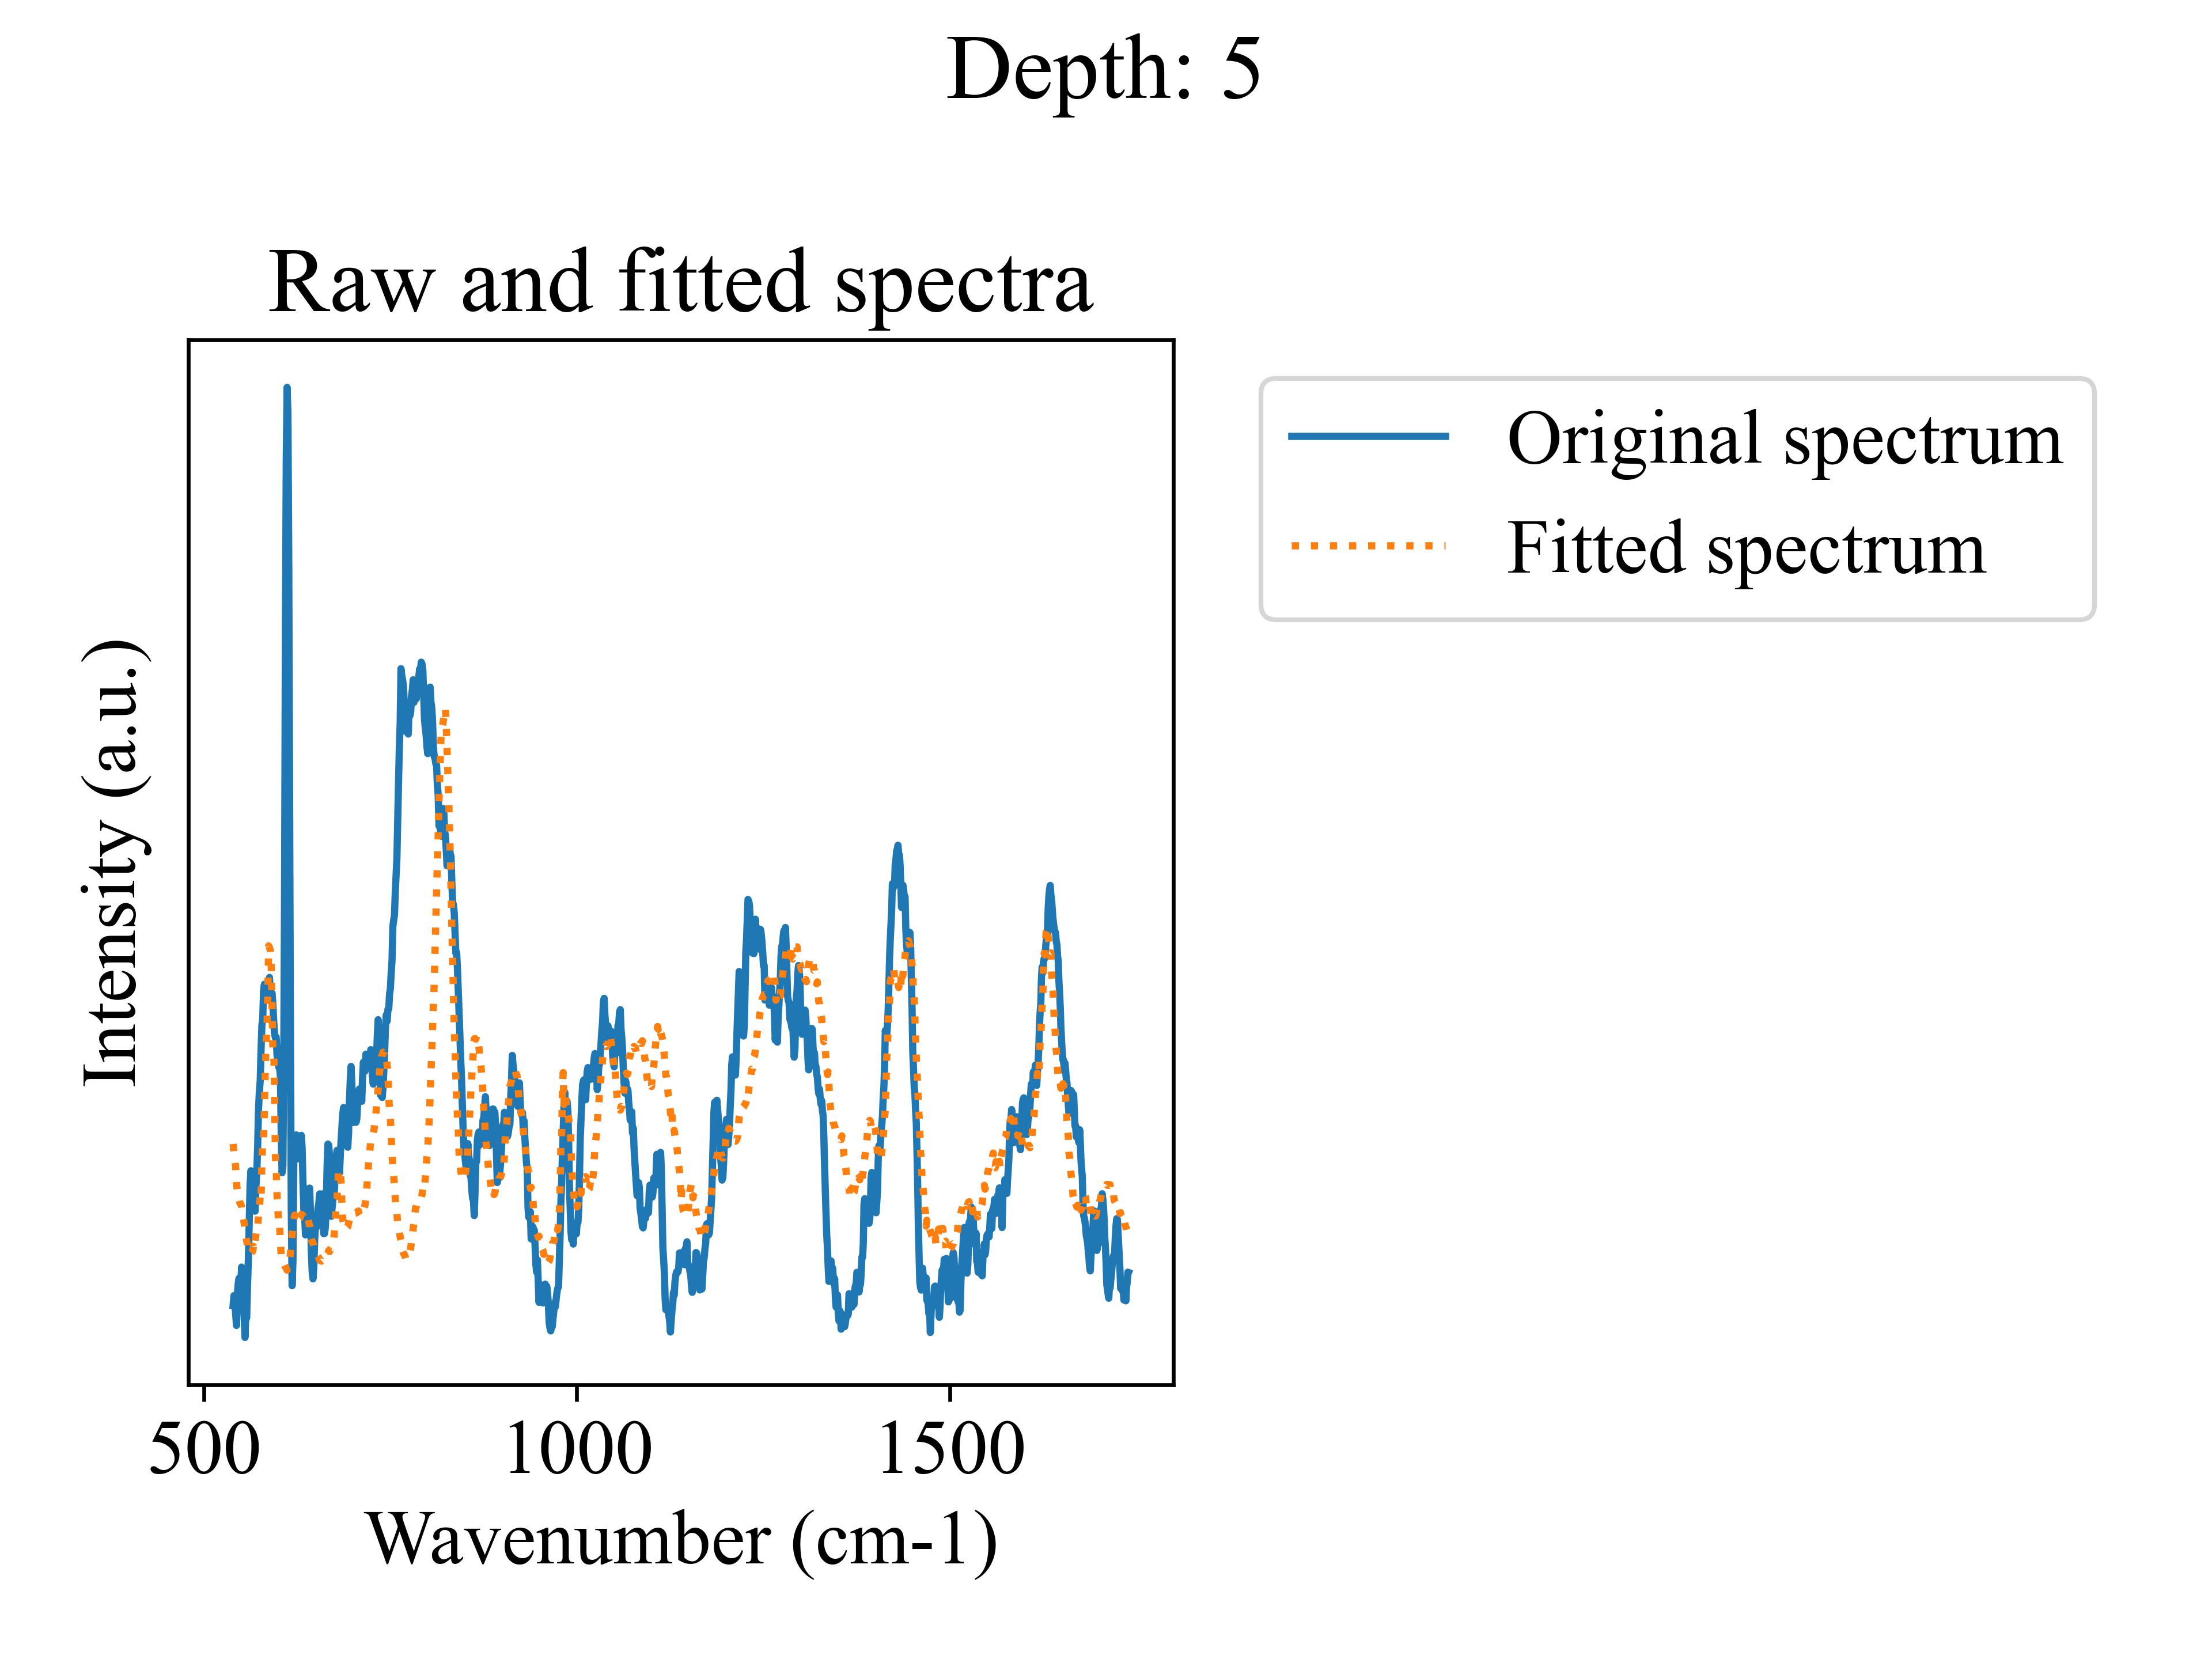 Depth: 5
Raw and fitted spectra
Original spectrum
Fitted spectrum
Intensity (a.u.)
500 1000 1500
Wavenumber (cm-1)